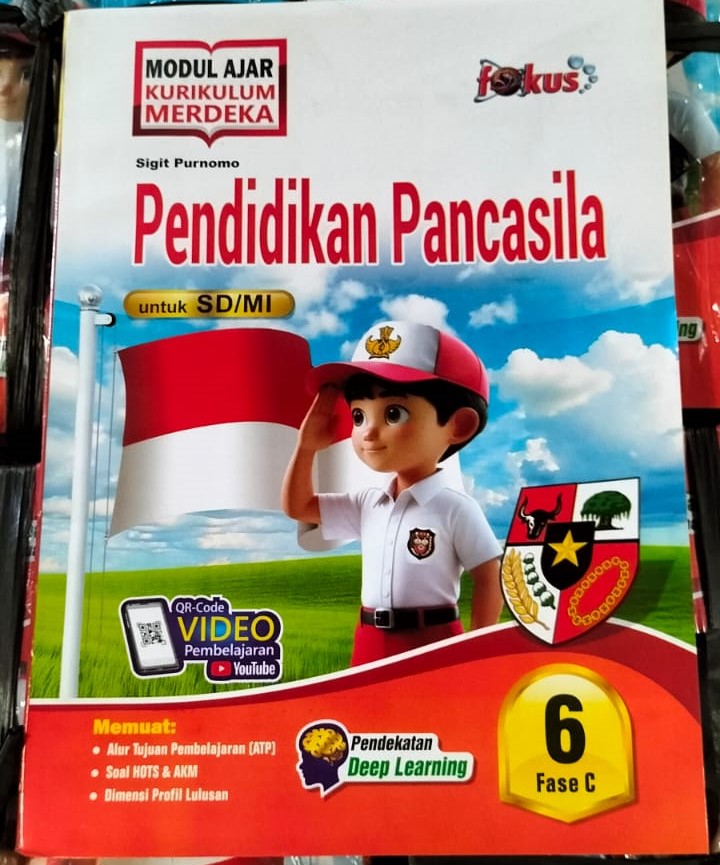 MODUL AJAR
KURIKULUM
MERDEKA
fokus
Sigit Purnomo
Pendidikan Pancasila
untuk SD/MI
ng
QR-Code
VIDEO
Pembelajaran
YouTube
Memuat:
• Alur Tujuan Pembelajaran (ATP)
• Soal HOTS & AKM
• Dimensi Profil Lulusan
Pendekatan
Deep Learning
6
Fase C